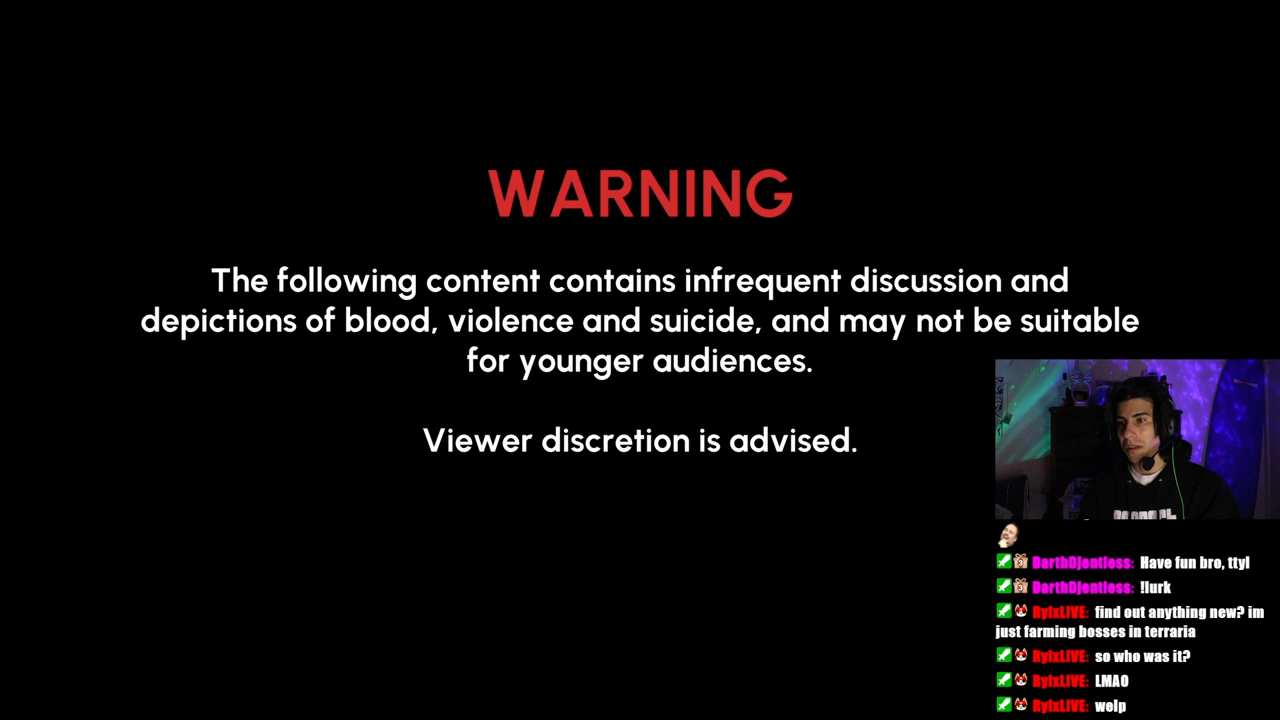 WARNING
The following content contains infrequent discussion and
depictions of blood, violence and suicide, and may not be suitable
for younger audiences.
Viewer discretion is advised.
DarthDjentless: Have fun bro, ttyl
DarthDjentless: !lurk
RylxLIVE: find out anything new? im
just farming bosses in terraria
RylxLIVE: so who was it?
RylxLIVE: LMAO
RylxLIVE: welp